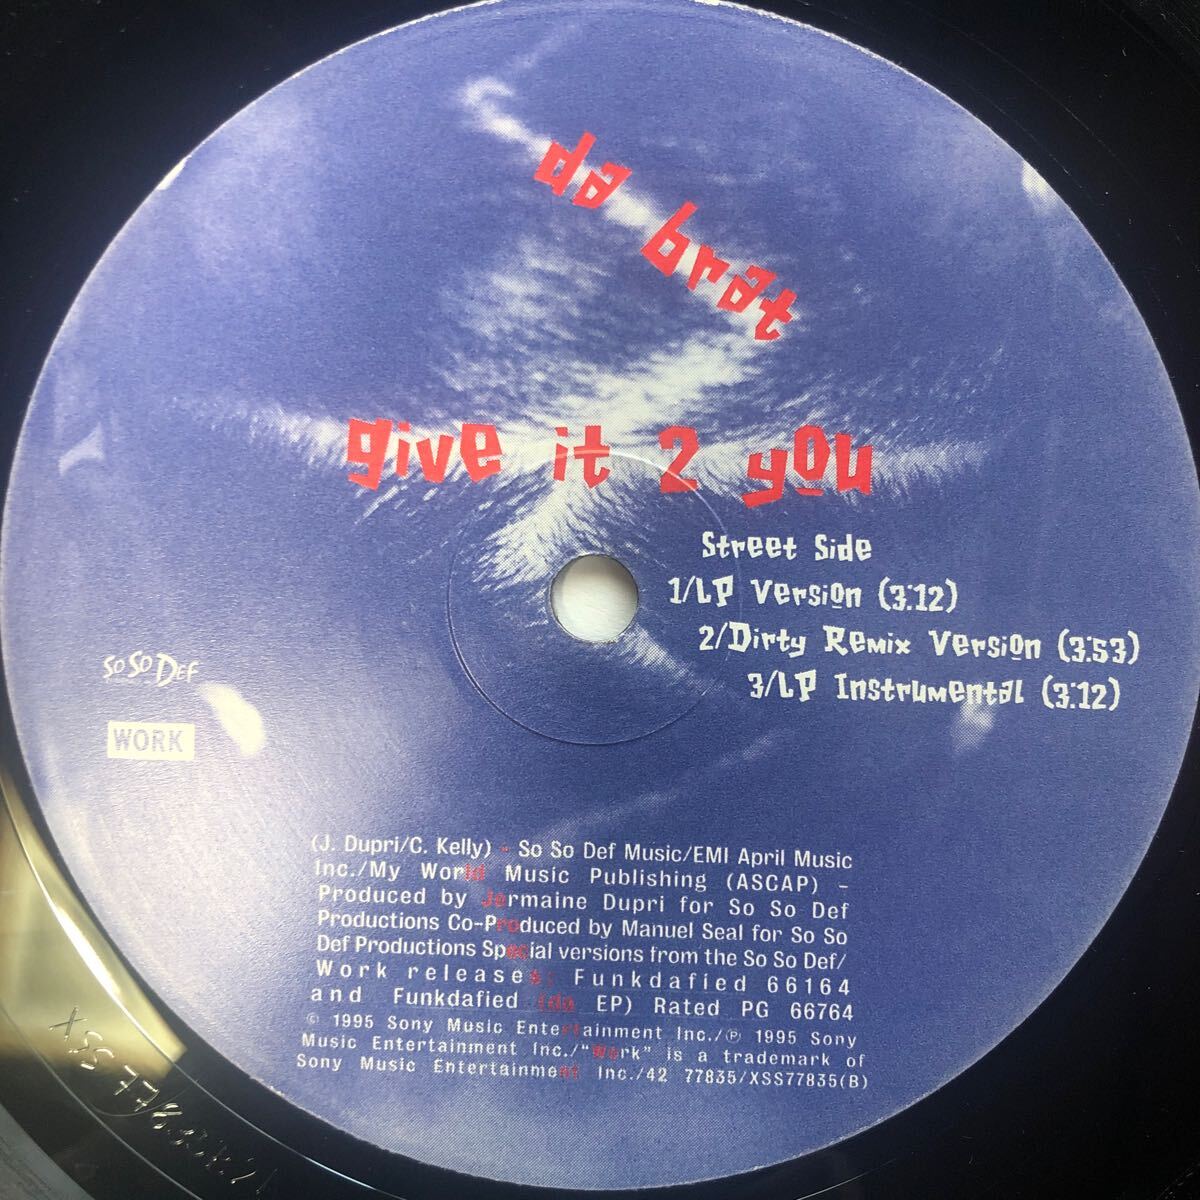 da brat
give it 2 you
Street Side
1/LP Version (3:12)
2/Dirty Remix Version (3:53)
3/LP Instrumental (3:12)
So So Def
WORK
(J. Dupri/C. Kelly) - So So Def Music/EMI April Music
Inc./My World Music Publishing (ASCAP) -
Produced by Jermaine Dupri for So So Def
Productions Co-Produced by Manuel Seal for So So
Def Productions Special versions from the So So Def/
Work releases: Funkdafied 66164
and Funkdafied (da EP) Rated PG 66764
© 1995 Sony Music Entertainment Inc./℗ 1995 Sony
Music Entertainment Inc./"Work" is a trademark of
Sony Music Entertainment Inc./42 77835/XSS77835(B)